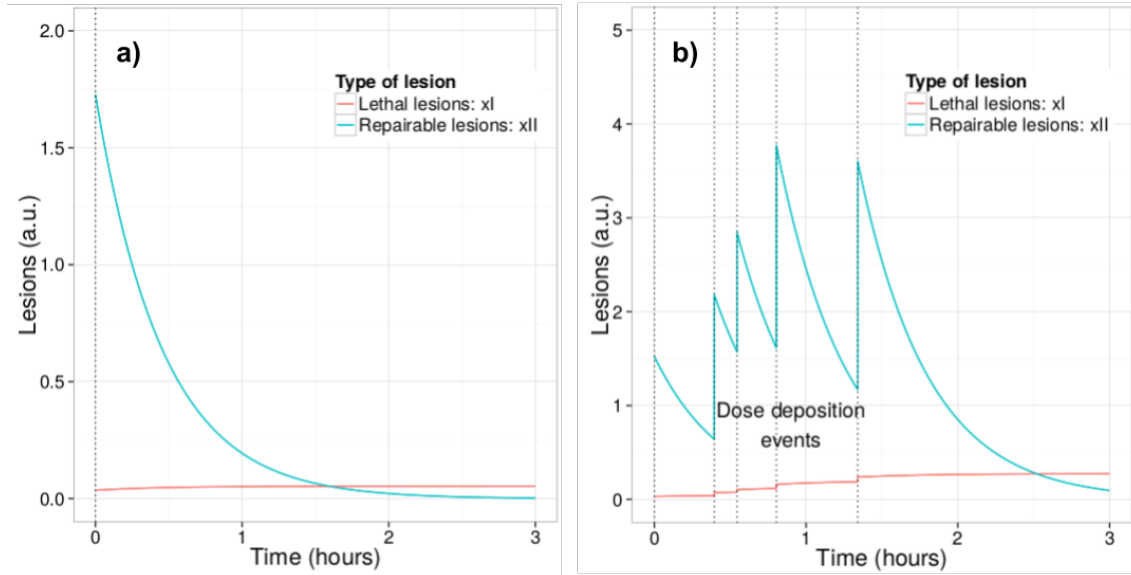 a)
Type of lesion
Lethal lesions: xI
Repairable lesions: xII
2.0
1.5
1.0
0.5
0.0
Lesions (a.u.)
0
1
2
3
Time (hours)
b)
Type of lesion
Lethal lesions: xI
Repairable lesions: xII
5
4
3
2
1
0
Lesions (a.u.)
Dose deposition
events
0
1
2
3
Time (hours)